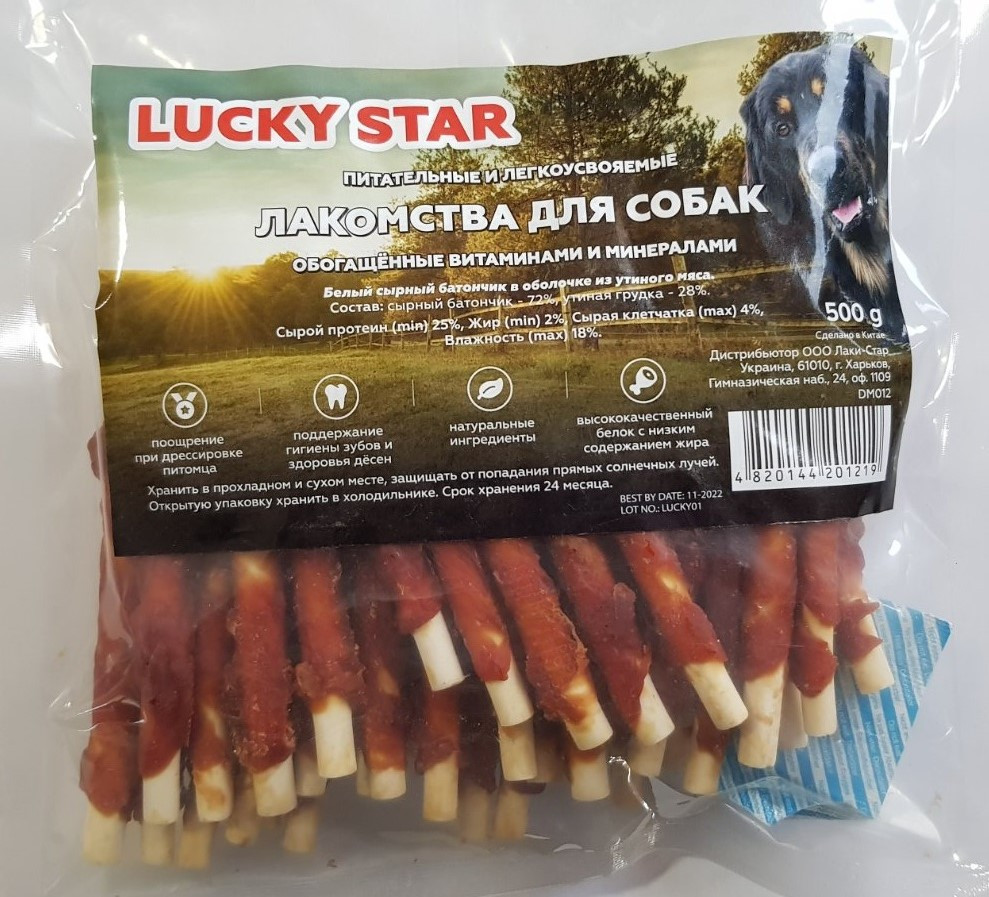 LUCKY STAR
ПИТАТЕЛЬНЫЕ И ЛЕГКОУСВОЯЕМЫЕ
ЛАКОМСТВА ДЛЯ СОБАК
ОБОГАЩЁННЫЕ ВИТАМИНАМИ И МИНЕРАЛАМИ
Белый сырный батончик в оболочке из утиного мяса.
Состав: сырный батончик - 72%, утиная грудка - 28%.
Сырой протеин (min) 25%, Жир (min) 2%, Сырая клетчатка (max) 4%,
Влажность (max) 18%.
500 g
Сделано в Китае
Дистрибьютор ООО Лаки-Стар
Украина, 61010, г. Харьков,
Гимназическая наб., 24, оф. 1109
DM012
поощрение
при дрессировке
питомца
поддержание
гигиены зубов и
здоровья дёсен
натуральные
ингредиенты
высококачественный
белок с низким
содержанием жира
4 820144 201219
Хранить в прохладном и сухом месте, защищать от попадания прямых солнечных лучей.
Открытую упаковку хранить в холодильнике. Срок хранения 24 месяца.
BEST BY DATE: 11-2022
LOT NO.: LUCKY01